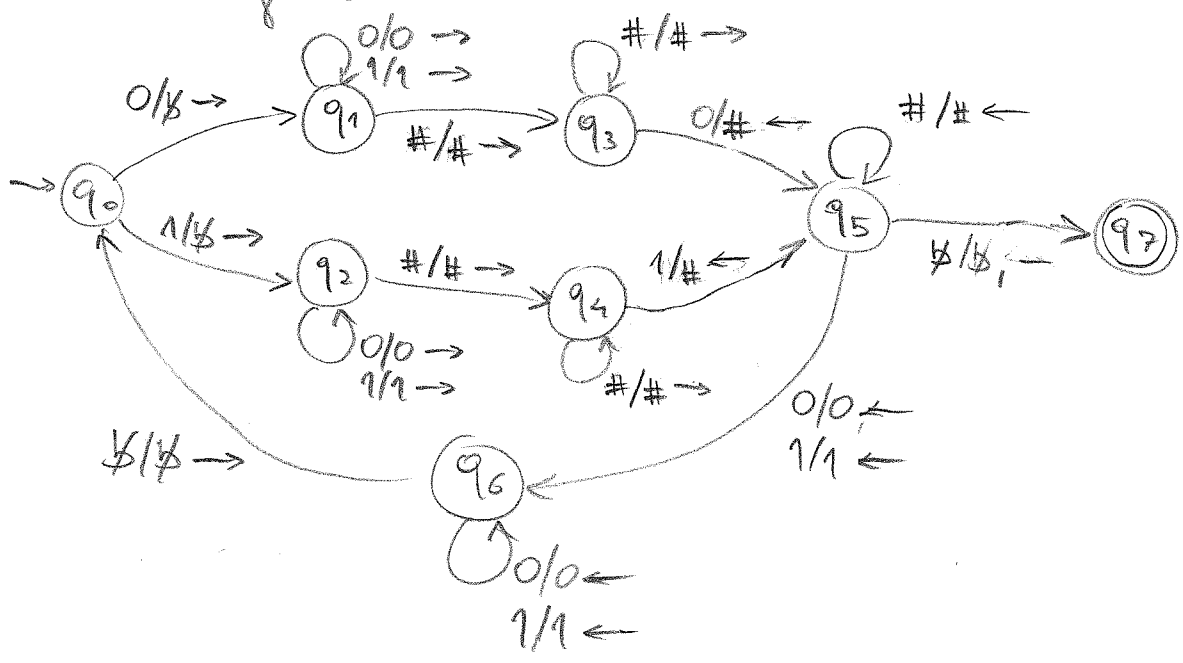 0/0 →
1/1 →
#/# →
0/ƀ →
q1
#/# →
q3
0/# ←
#/# ←
→ q0
1/ƀ →
q2
#/# →
q4
1/# ←
q5
ƀ/ƀ, ←
q7
0/0 →
1/1 →
#/# →
0/0 ←
1/1 ←
ƀ/ƀ →
q6
0/0 ←
1/1 ←